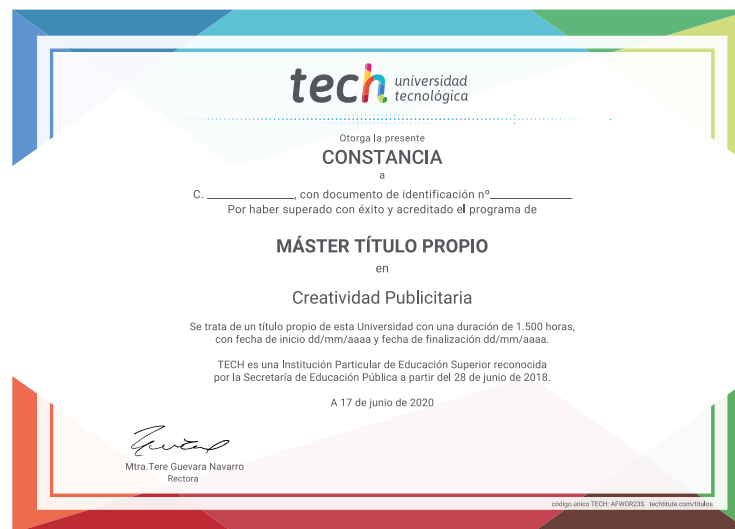 tech universidad
tecnológica
Otorga la presente
CONSTANCIA
a
C. ______________, con documento de identificación nº______________
Por haber superado con éxito y acreditado el programa de
MÁSTER TÍTULO PROPIO
en
Creatividad Publicitaria
Se trata de un título propio de esta Universidad con una duración de 1.500 horas,
con fecha de inicio dd/mm/aaaa y fecha de finalización dd/mm/aaaa.
TECH es una Institución Particular de Educación Superior reconocida
por la Secretaría de Educación Pública a partir del 28 de junio de 2018.
A 17 de junio de 2020
Mtra.Tere Guevara Navarro
Rectora
código único TECH: AFWOR23S techtitute.com/titulos